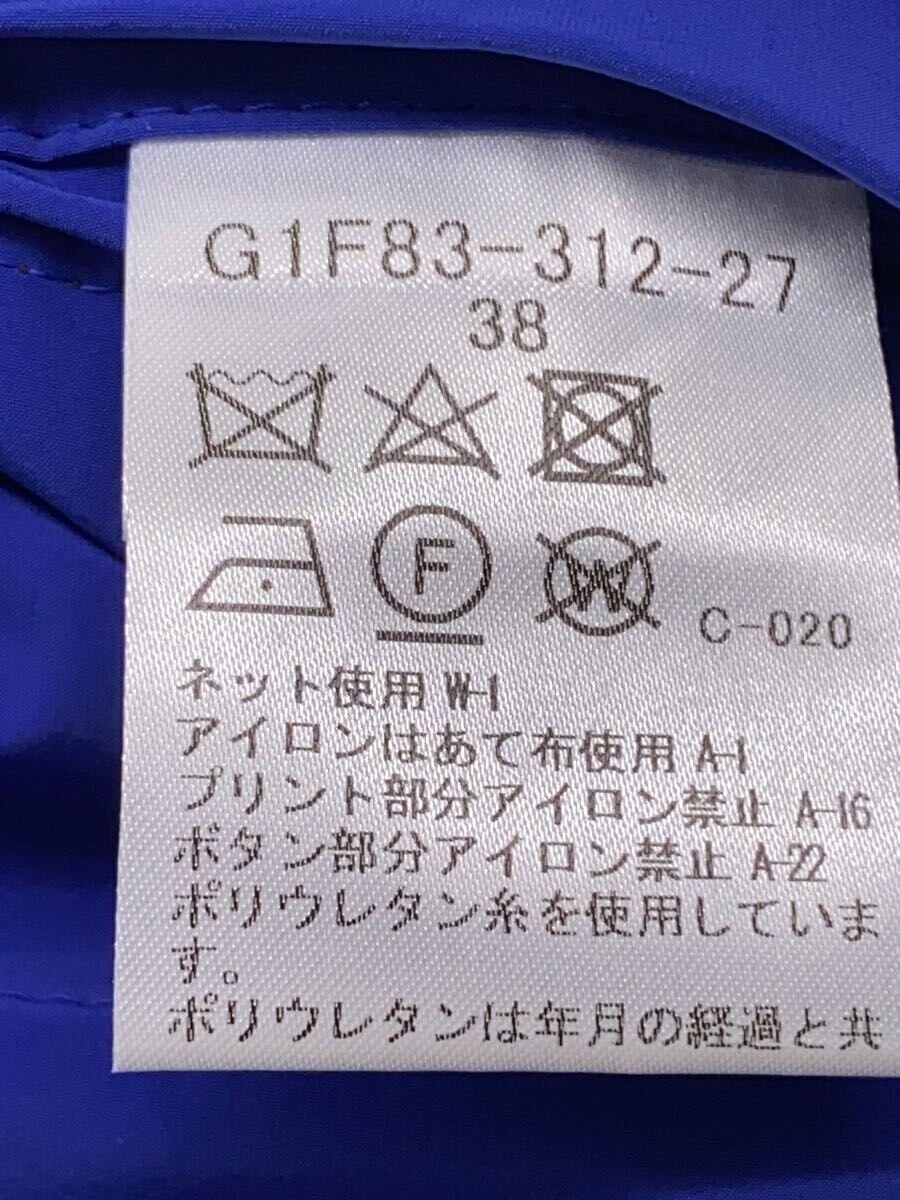 G1F83-312-27
38
F W C-020
ネット使用 W-1
アイロンはあて布使用 A-1
プリント部分アイロン禁止 A-16
ボタン部分アイロン禁止 A-22
ポリウレタン糸を使用していま
す。
ポリウレタンは年月の経過と共